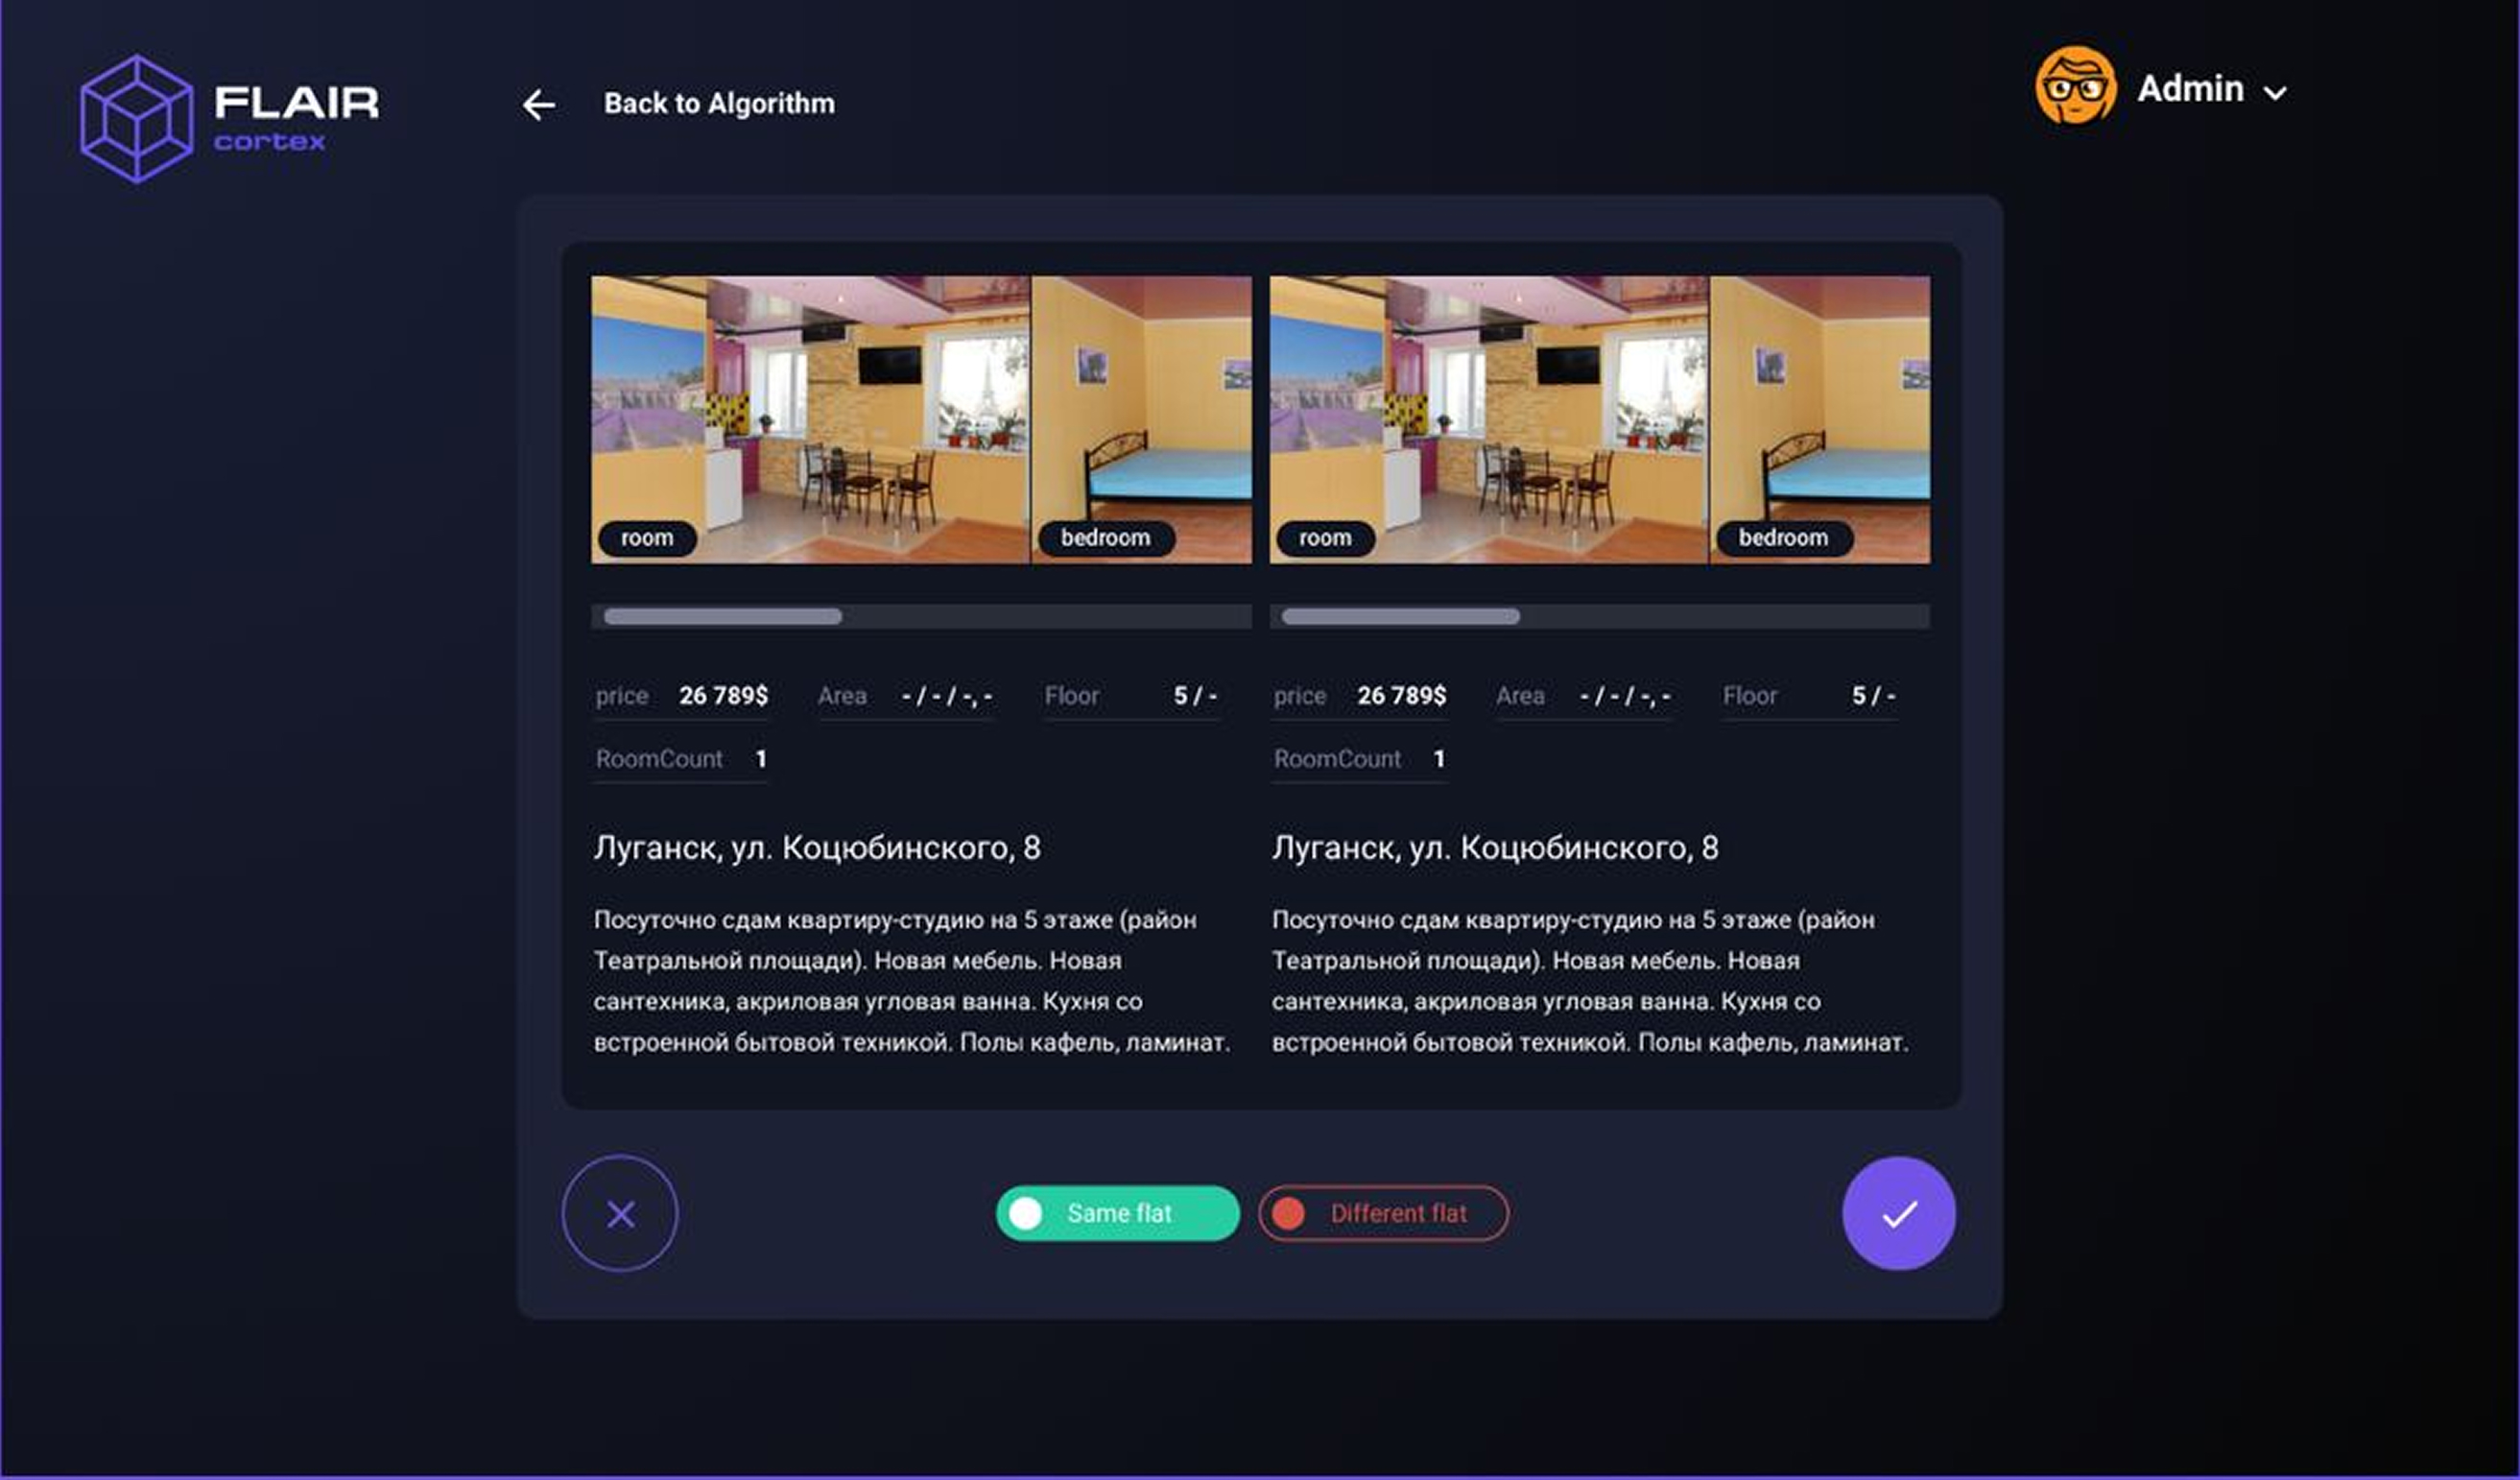 FLAIR
cortex
Back to Algorithm
Admin
room
bedroom
room
bedroom
price 26 789$ Area - / - / -, - Floor 5 / -
RoomCount 1
Луганск, ул. Коцюбинского, 8
Посуточно сдам квартиру-студию на 5 этаже (район
Театральной площади). Новая мебель. Новая
сантехника, акриловая угловая ванна. Кухня со
встроенной бытовой техникой. Полы кафель, ламинат.
price 26 789$ Area - / - / -, - Floor 5 / -
RoomCount 1
Луганск, ул. Коцюбинского, 8
Посуточно сдам квартиру-студию на 5 этаже (район
Театральной площади). Новая мебель. Новая
сантехника, акриловая угловая ванна. Кухня со
встроенной бытовой техникой. Полы кафель, ламинат.
Same flat
Different flat